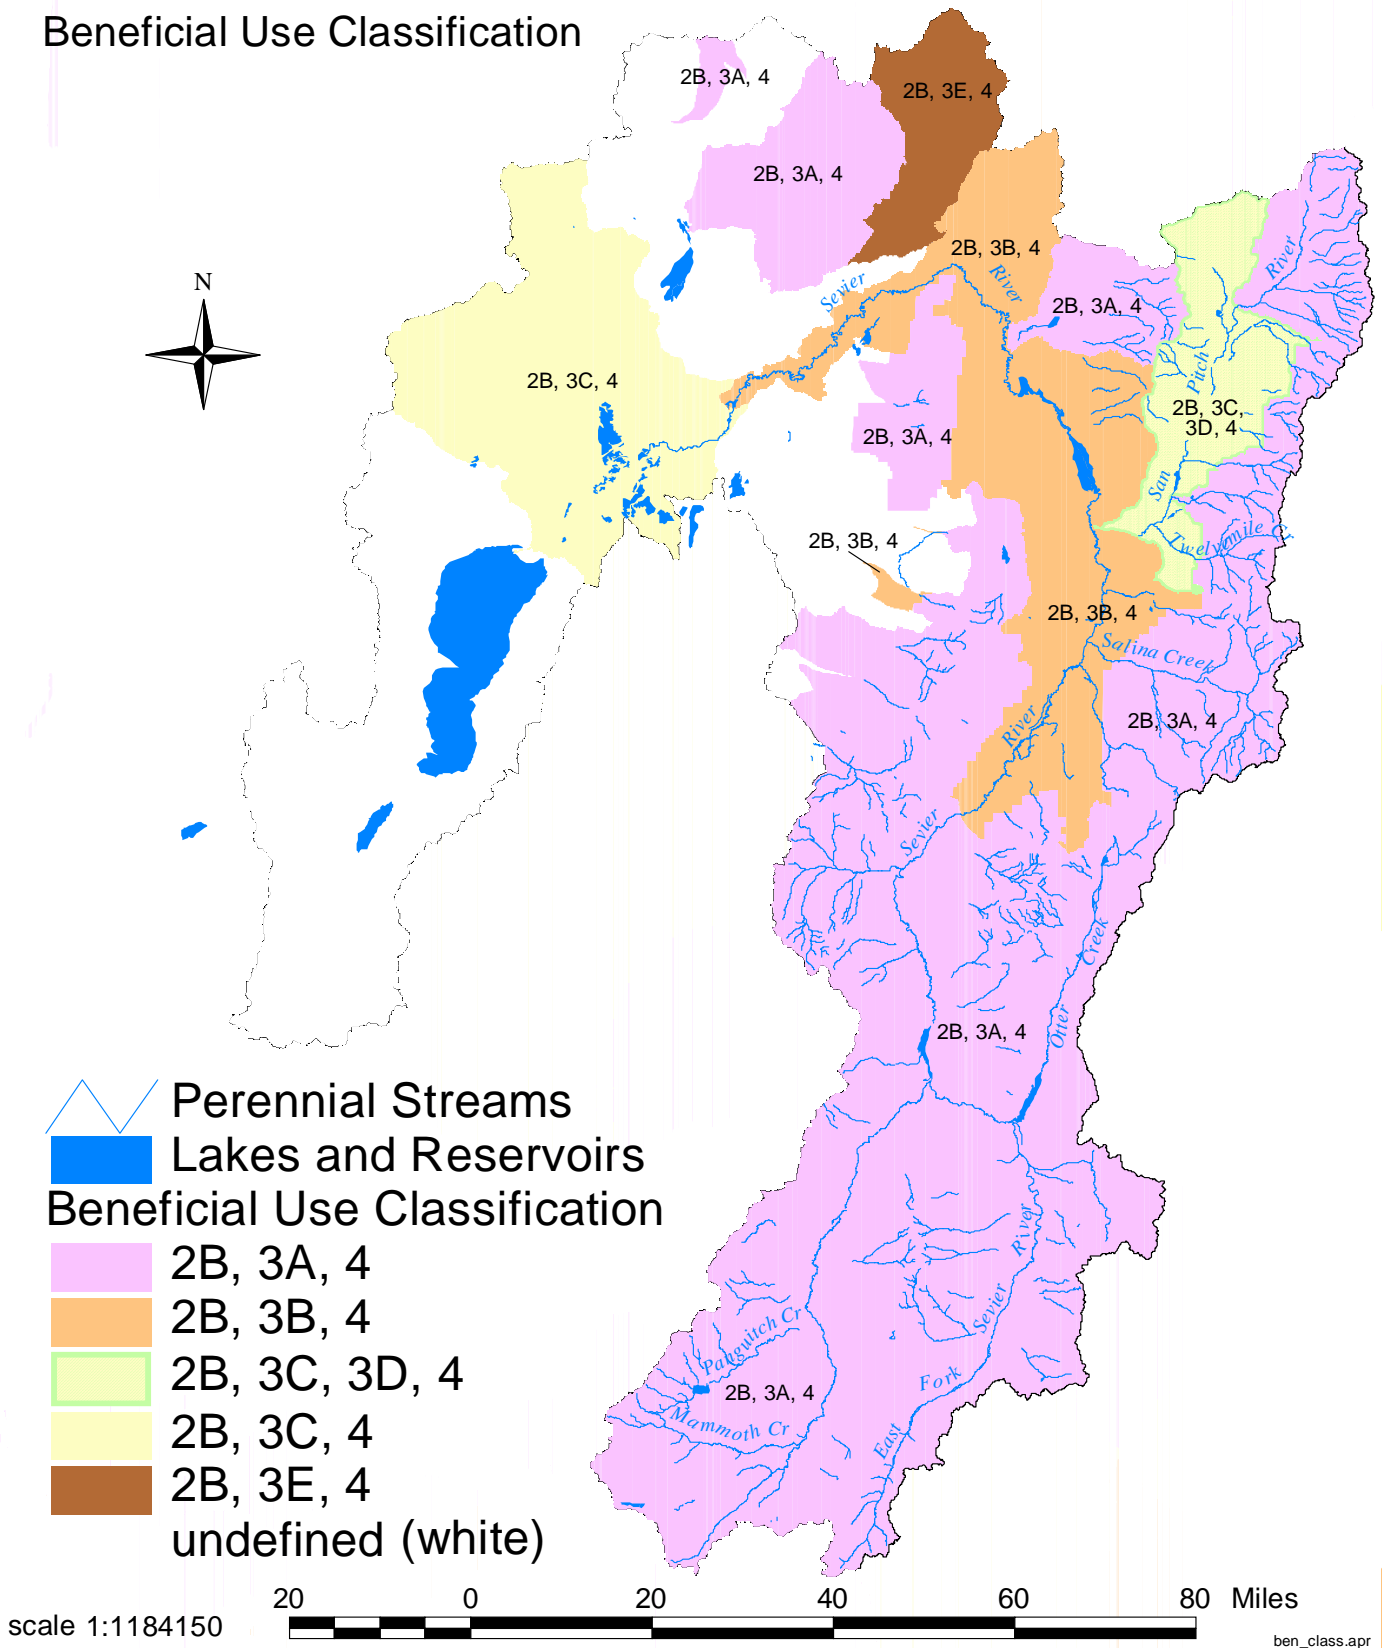 Beneficial Use Classification
2B, 3A, 4
2B, 3E, 4
2B, 3A, 4
2B, 3B, 4
River
Sevier
River
2B, 3A, 4
N
2B, 3C, 4
Pitch
2B, 3C,
3D, 4
2B, 3A, 4
San
Twelvemile Cr
2B, 3B, 4
2B, 3B, 4
Salina Creek
River
2B, 3A, 4
Sevier
Creek
Otter
2B, 3A, 4
Perennial Streams
Lakes and Reservoirs
Beneficial Use Classification
2B, 3A, 4
2B, 3B, 4
2B, 3C, 3D, 4
2B, 3C, 4
2B, 3E, 4
undefined (white)
River
Sevier
Panguitch Cr
Fork
2B, 3A, 4
Mammoth Cr
East
20 0 20 40 60 80 Miles
scale 1:1184150
ben_class.apr